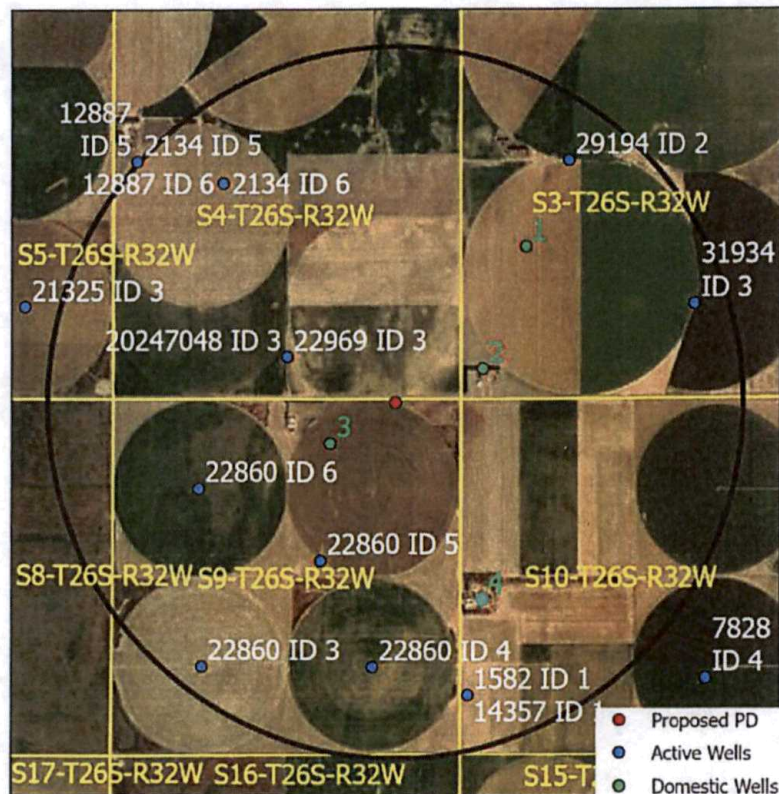 12887
ID 5 2134 ID 5
12887 ID 6 2134 ID 6
S4-T26S-R32W
29194 ID 2
S3-T26S-R32W
1
S5-T26S-R32W
31934
ID 3
21325 ID 3
20247048 ID 3 22969 ID 3
2
3
22860 ID 6
22860 ID 5
S8-T26S-R32W S9-T26S-R32W S10-T26S-R32W
4
22860 ID 3 22860 ID 4
7828
ID 4
1582 ID 1
14357 ID 1
Proposed PD
Active Wells
Domestic Wells
S17-T26S-R32W S16-T26S-R32W